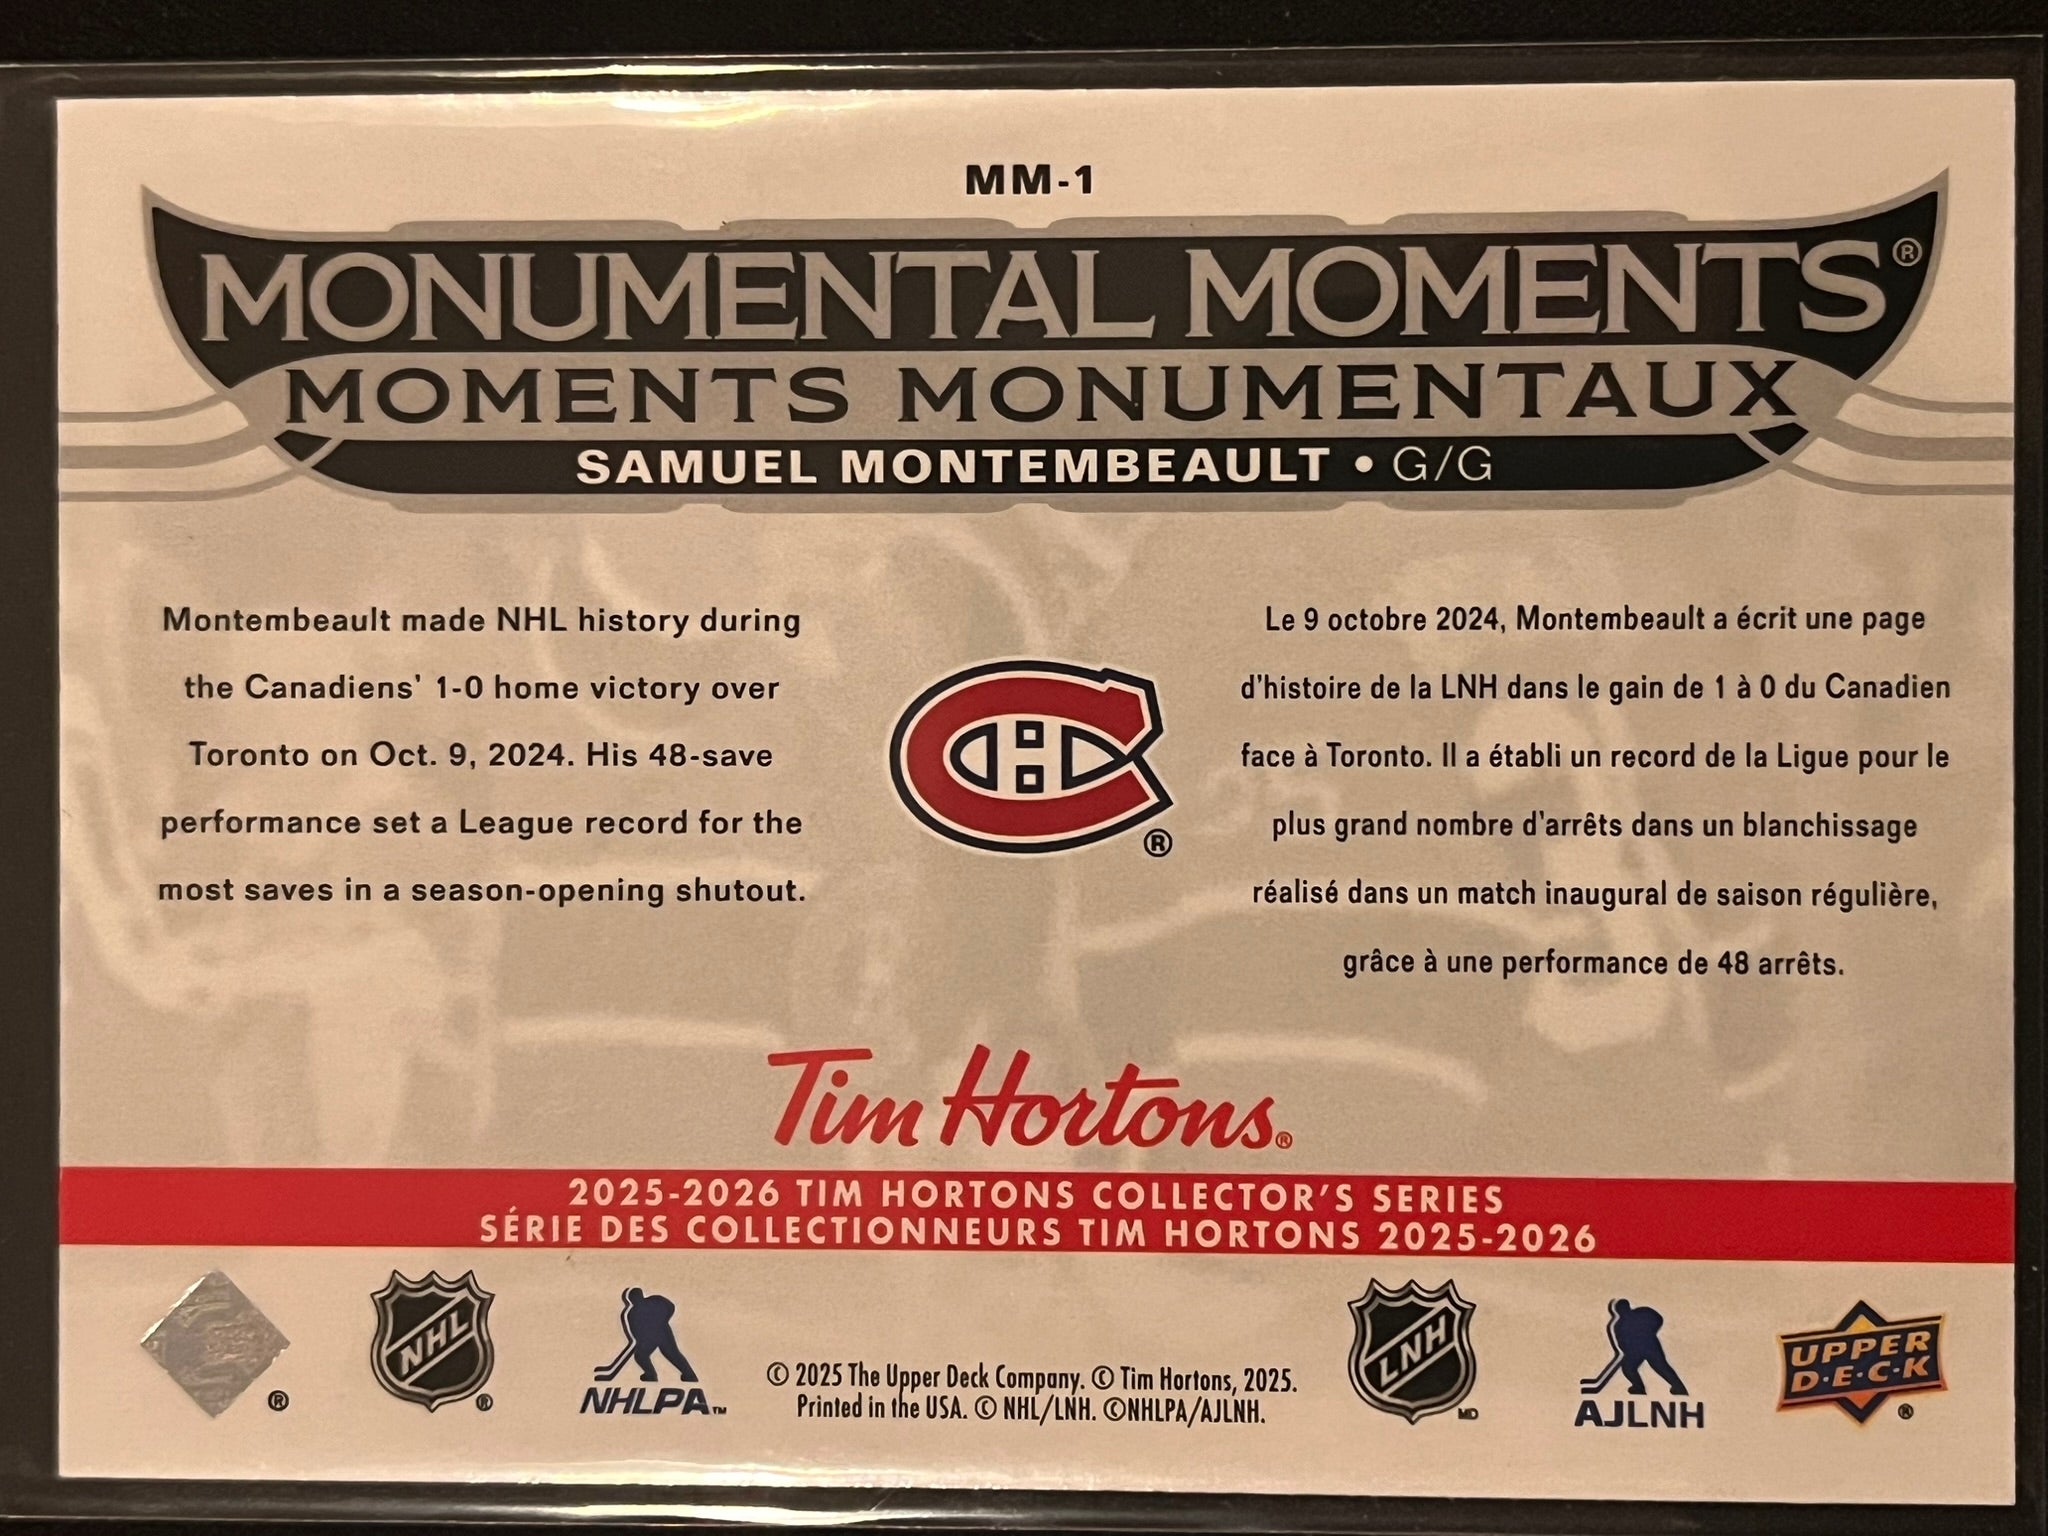 MM-1
MONUMENTAL MOMENTS®
MOMENTS MONUMENTAUX
SAMUEL MONTEMBEAULT • G/G
Montembeault made NHL history during
the Canadiens' 1-0 home victory over
Toronto on Oct. 9, 2024. His 48-save
performance set a League record for the
most saves in a season-opening shutout.
CH
®
Le 9 octobre 2024, Montembeault a écrit une page
d'histoire de la LNH dans le gain de 1 à 0 du Canadien
face à Toronto. Il a établi un record de la Ligue pour le
plus grand nombre d'arrêts dans un blanchissage
réalisé dans un match inaugural de saison régulière,
grâce à une performance de 48 arrêts.
Tim Hortons®
2025-2026 TIM HORTONS COLLECTOR'S SERIES
SÉRIE DES COLLECTIONNEURS TIM HORTONS 2025-2026
®
NHL®
NHLPA™
© 2025 The Upper Deck Company. © Tim Hortons, 2025.
Printed in the USA. © NHL/LNH. ©NHLPA/AJLNH.
LNH MD
AJLNH
UPPER
D·E·C·K®